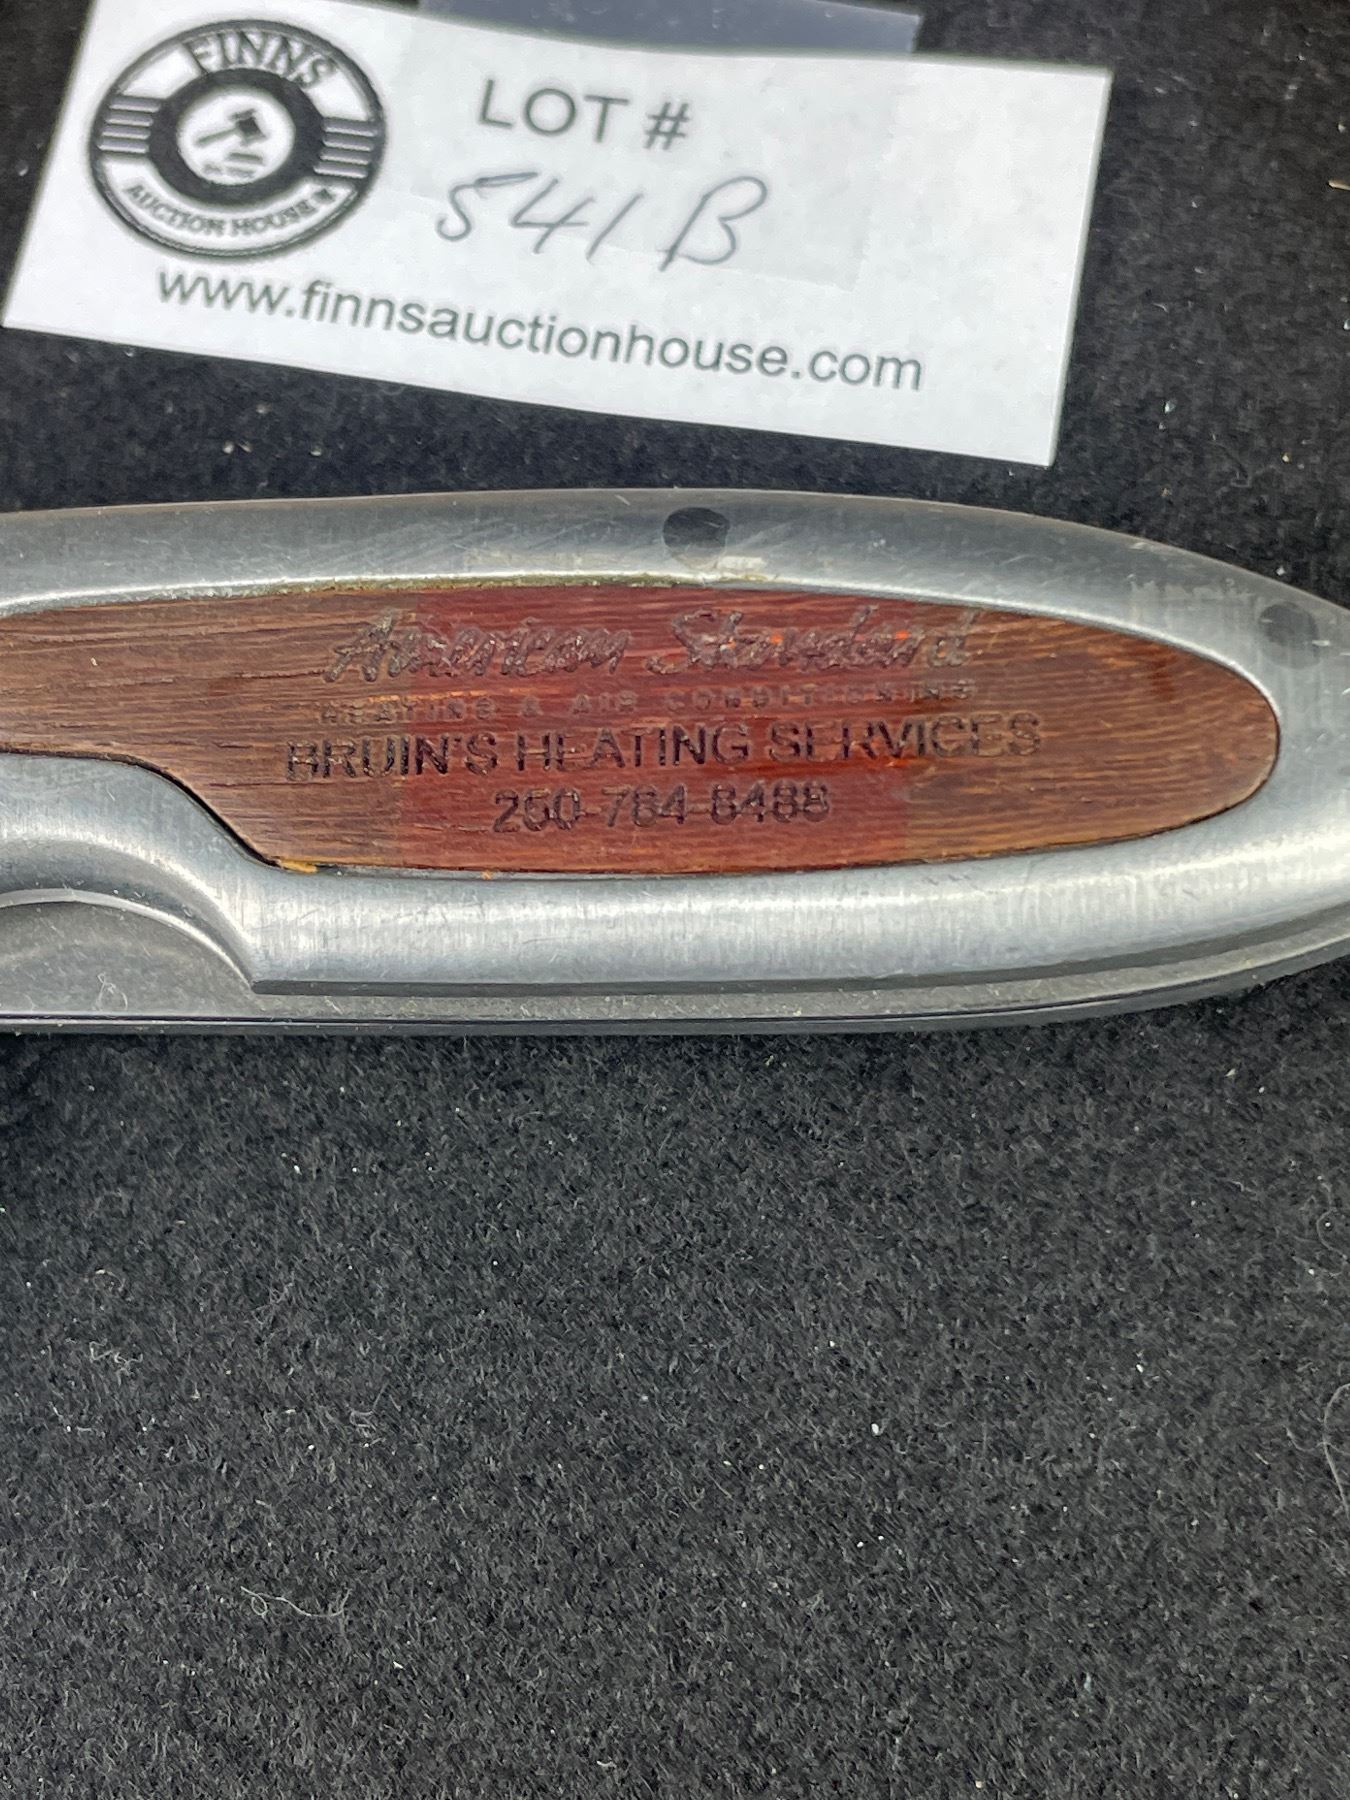 FINNS
AUCTION HOUSE
LOT #
541B
www.finnsauctionhouse.com
American Standard
HEATING & AIR CONDITIONING
BRUIN'S HEATING SERVICES
250-764-8488